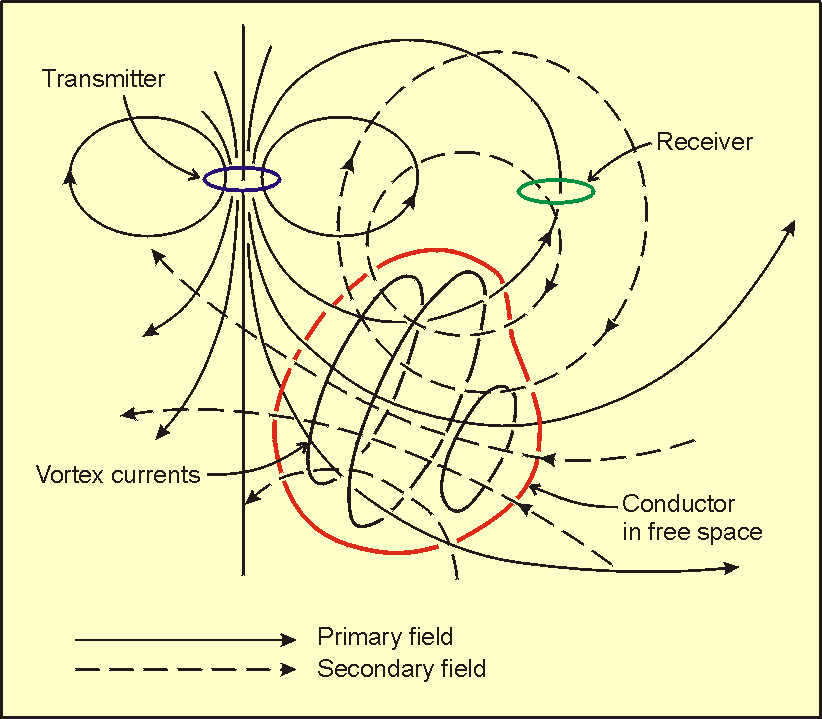 Transmitter
Receiver
Vortex currents
Conductor
in free space
Primary field
Secondary field